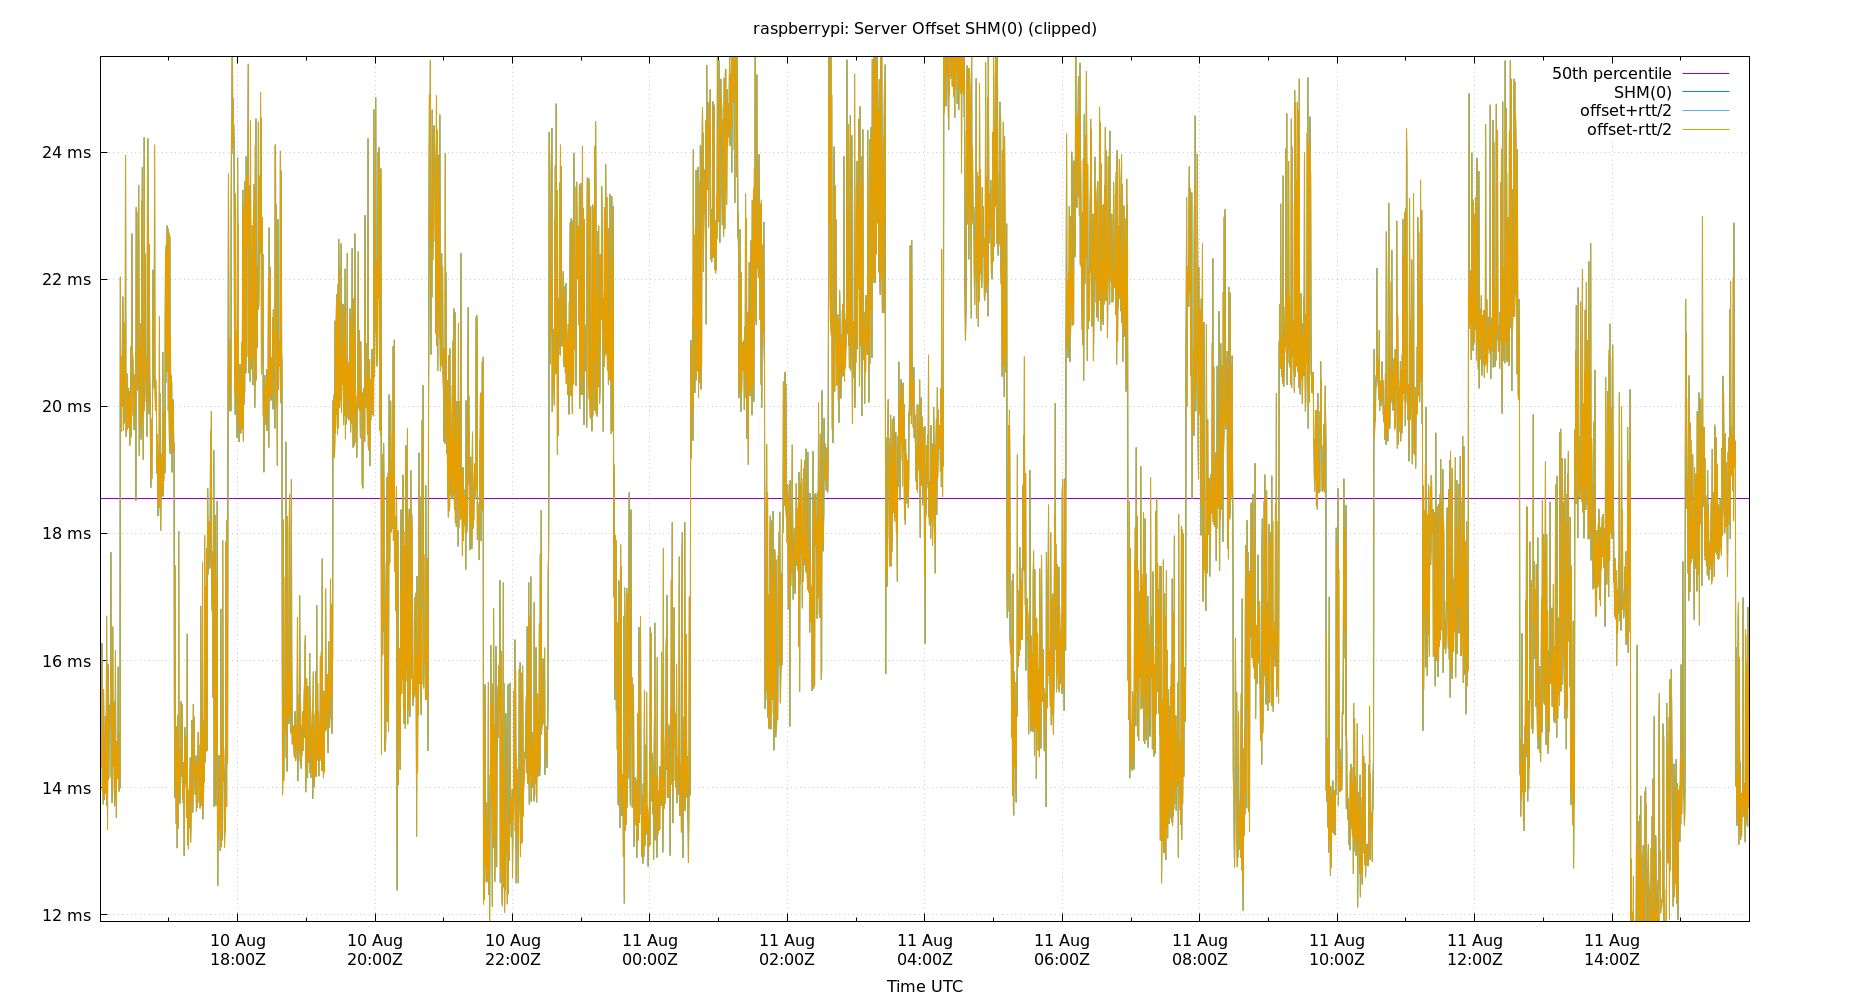 raspberrypi: Server Offset SHM(0) (clipped)
50th percentile
SHM(0)
offset+rtt/2
offset-rtt/2
24 ms
22 ms
20 ms
18 ms
16 ms
14 ms
12 ms
10 Aug 10 Aug 10 Aug 11 Aug 11 Aug 11 Aug 11 Aug 11 Aug 11 Aug 11 Aug 11 Aug
18:00Z 20:00Z 22:00Z 00:00Z 02:00Z 04:00Z 06:00Z 08:00Z 10:00Z 12:00Z 14:00Z
Time UTC